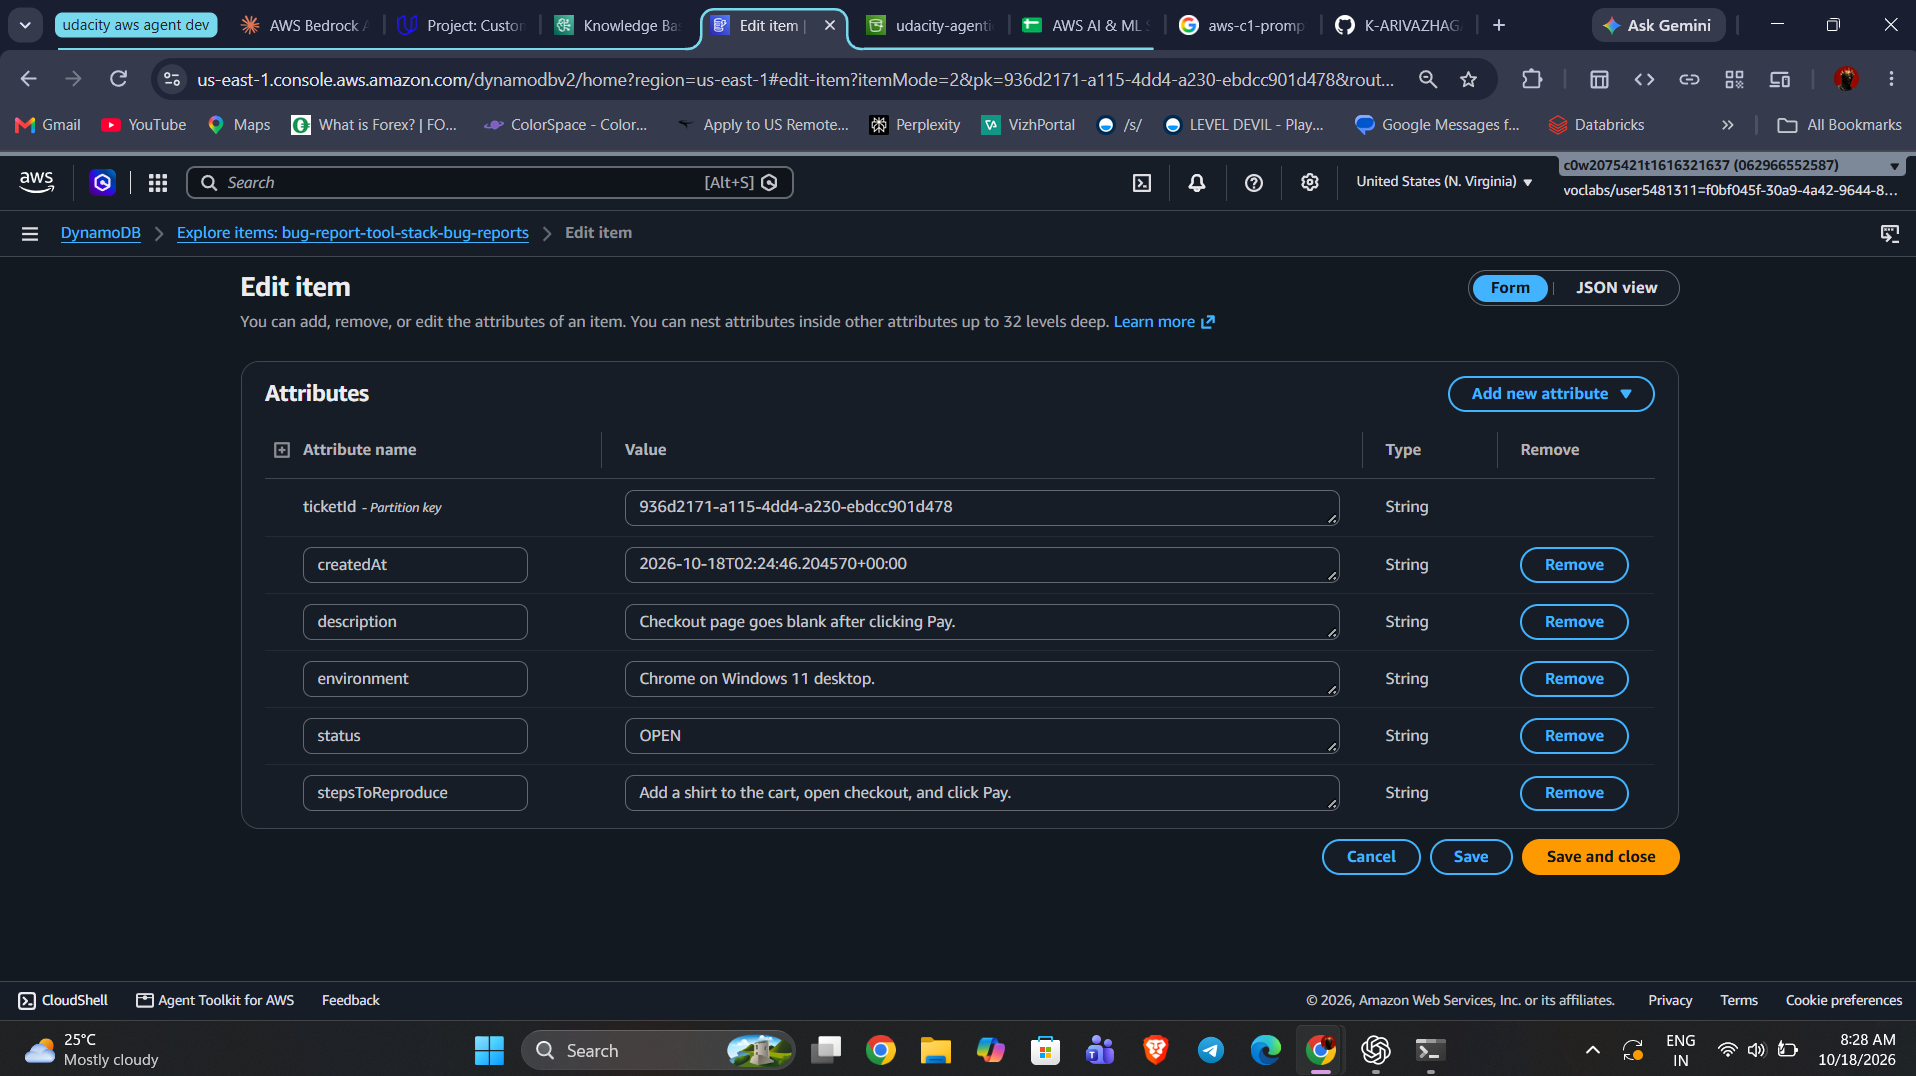 udacity aws agent dev
AWS Bedrock
Project: Custon
Knowledge Ba
Edit item |
udacity-agenti
AWS AI & ML
aws-c1-promp
K-ARIVAZHAG
Ask Gemini
us-east-1.console.aws.amazon.com/dynamodbv2/home?region=us-east-1#edit-item?itemMode=2&pk=936d2171-a115-4dd4-a230-ebdcc901d478&rout...
Gmail
YouTube
Maps
What is Forex? | FO...
ColorSpace - Color...
Apply to US Remote...
Perplexity
VizhPortal
/s/
LEVEL DEVIL - Play...
Google Messages f...
Databricks
»
All Bookmarks
aws
Search
[Alt+S]
United States (N. Virginia)
c0w2075421t1616321637 (062966552587)
voclabs/user5481311=f0bf045f-30a9-4a42-9644-8...
DynamoDB
Explore items: bug-report-tool-stack-bug-reports
Edit item
Edit item
Form
JSON view
You can add, remove, or edit the attributes of an item. You can nest attributes inside other attributes up to 32 levels deep. Learn more
Attributes
Add new attribute
Attribute name
Value
Type
Remove
ticketId - Partition key
936d2171-a115-4dd4-a230-ebdcc901d478
String
createdAt
2026-10-18T02:24:46.204570+00:00
String
Remove
description
Checkout page goes blank after clicking Pay.
String
Remove
environment
Chrome on Windows 11 desktop.
String
Remove
status
OPEN
String
Remove
stepsToReproduce
Add a shirt to the cart, open checkout, and click Pay.
String
Remove
Cancel
Save
Save and close
CloudShell
Agent Toolkit for AWS
Feedback
© 2026, Amazon Web Services, Inc. or its affiliates.
Privacy
Terms
Cookie preferences
25°C
Mostly cloudy
Search
ENG
IN
8:28 AM
10/18/2026